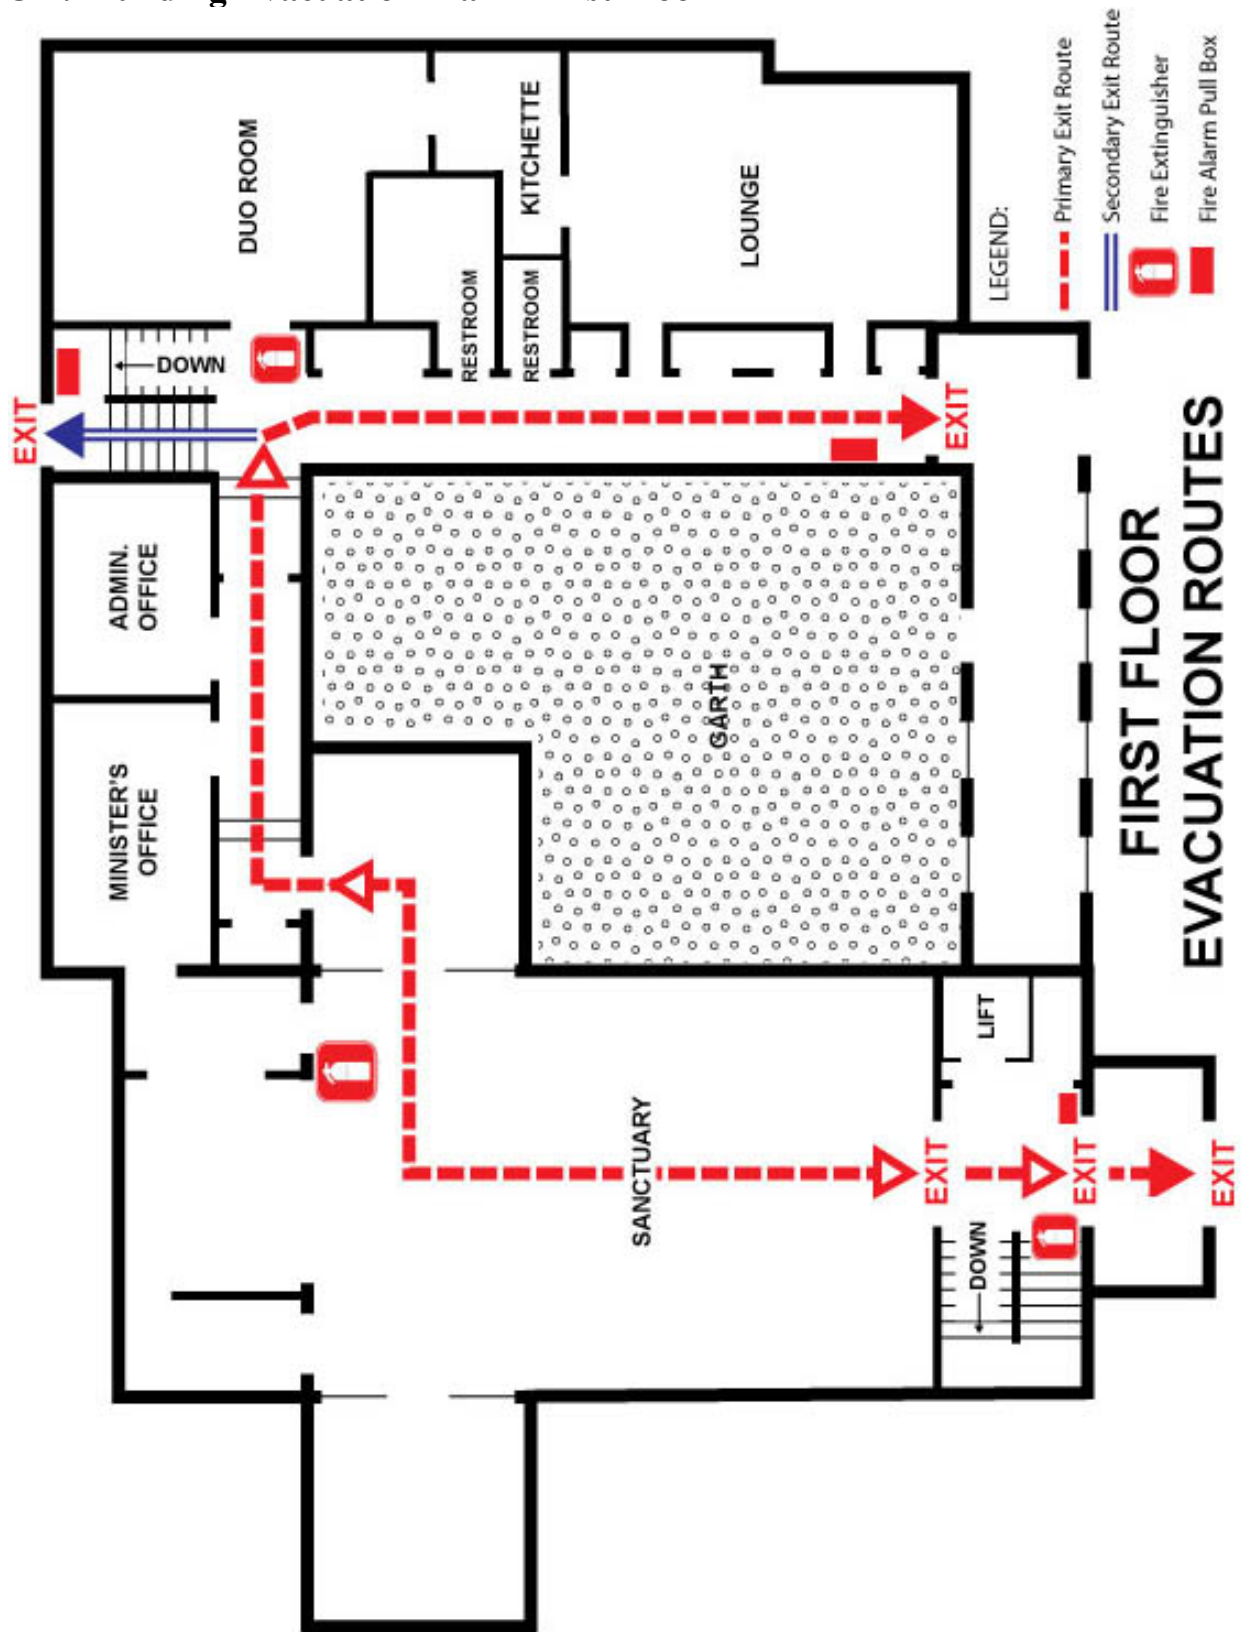 EXIT
MINISTER'S
OFFICE
ADMIN.
OFFICE
DOWN
DUO ROOM
RESTROOM
RESTROOM
KITCHETTE
SANCTUARY
GARTH
LOUNGE
EXIT
EXIT
DOWN
LIFT
EXIT
EXIT
LEGEND:
Primary Exit Route
Secondary Exit Route
Fire Extinguisher
Fire Alarm Pull Box
FIRST FLOOR
EVACUATION ROUTES